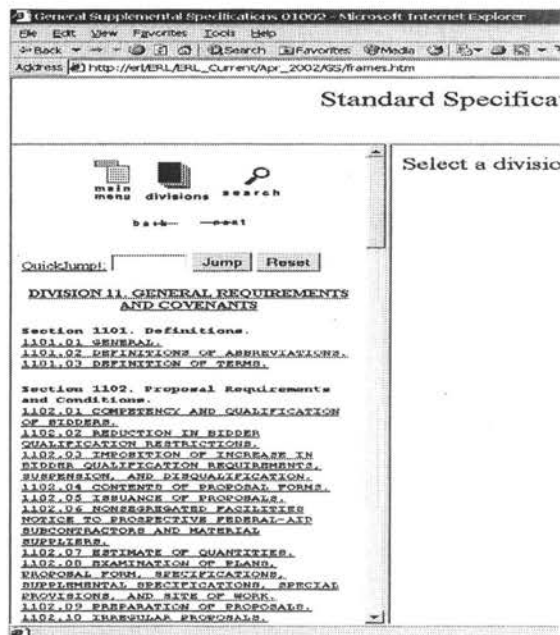 General Supplemental Specifications 01002 - Microsoft Internet Explorer
File Edit View Favorites Tools Help
Back Search Favorites Media
Address http://erl/ERL/ERL_Current/Apr_2002/GS/frames.htm
Standard Specifica
main menu divisions search
back next
QuickJump!: Jump Reset
DIVISION 11. GENERAL REQUIREMENTS
AND COVENANTS
Section 1101. Definitions.
1101.01 GENERAL.
1101.02 DEFINITIONS OF ABBREVIATIONS.
1101.03 DEFINITION OF TERMS.
Section 1102. Proposal Requirements
and Conditions.
1102.01 COMPETENCY AND QUALIFICATION
OF BIDDERS.
1102.02 REDUCTION IN BIDDER
QUALIFICATION RESTRICTIONS.
1102.03 IMPOSITION OF INCREASE IN
BIDDER QUALIFICATION REQUIREMENTS,
SUSPENSION, AND DISQUALIFICATION.
1102.04 CONTENTS OF PROPOSAL FORMS.
1102.05 ISSUANCE OF PROPOSALS.
1102.06 NONSEGREGATED FACILITIES
NOTICE TO PROSPECTIVE FEDERAL-AID
SUBCONTRACTORS AND MATERIAL
SUPPLIERS.
1102.07 ESTIMATE OF QUANTITIES.
1102.08 EXAMINATION OF PLANS,
PROPOSAL FORM, SPECIFICATIONS,
SUPPLEMENTAL SPECIFICATIONS, SPECIAL
PROVISIONS, AND SITE OF WORK.
1102.09 PREPARATION OF PROPOSALS.
1102.10 IRREGULAR PROPOSALS.
Select a divisio